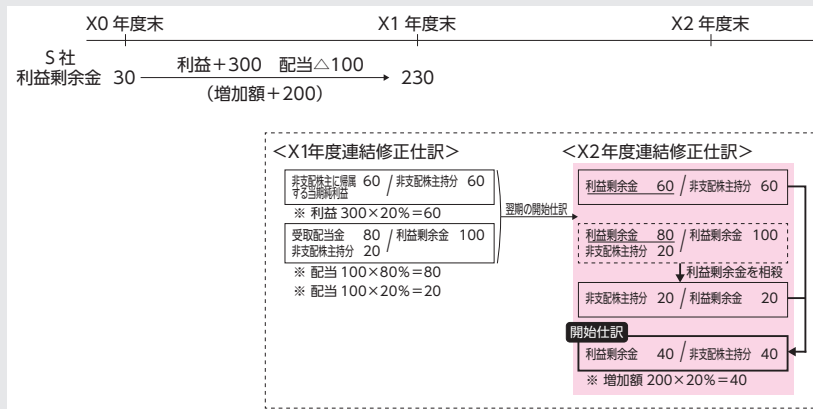 X0年度末 X1年度末 X2年度末
S社
利益剰余金 30 利益+300 配当△100 230
(増加額+200)
<X1年度連結修正仕訳> <X2年度連結修正仕訳>
非支配株主に帰属する当期純利益 60 / 非支配株主持分 60
※ 利益 300×20%=60
受取配当金 80 / 利益剰余金 100
非支配株主持分 20
※ 配当 100×80%=80
※ 配当 100×20%=20
翌期の開始仕訳
利益剰余金 60 / 非支配株主持分 60
利益剰余金 80 / 利益剰余金 100
非支配株主持分 20
利益剰余金を相殺
非支配株主持分 20 / 利益剰余金 20
開始仕訳
利益剰余金 40 / 非支配株主持分 40
※ 増加額 200×20%=40